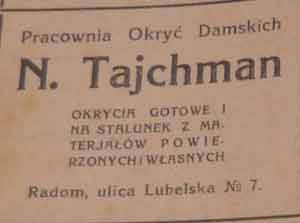 Pracownia Okryć Damskich
N. Tajchman
OKRYCIA GOTOWE I
NA STALUNEK Z MA-
TERJAŁÓW POWIE-
RZONYCH i WŁASNYCH
Radom, ulica Lubelska № 7.